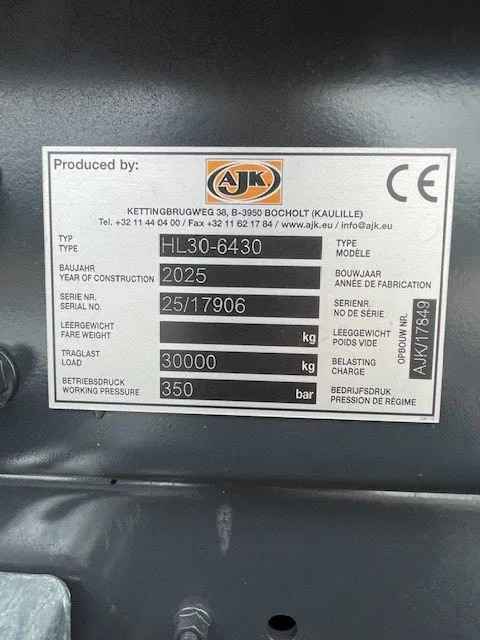 Produced by:
AJK
CE
KETTINGBRUGWEG 38, B-3950 BOCHOLT (KAULILLE)
Tel. +32 11 44 04 00 / Fax +32 11 62 17 84 / www.ajk.eu / info@ajk.eu
TYP
TYPE
HL30-6430
TYPE
MODÈLE
BAUJAHR
YEAR OF CONSTRUCTION
2025
BOUWJAAR
ANNÉE DE FABRICATION
SERIE NR.
SERIAL NO.
25/17906
SERIENR.
NO DE SÉRIE
LEERGEWICHT
FARE WEIGHT
kg
LEEGGEWICHT
POIDS VIDE
TRAGLAST
LOAD
30000
kg
BELASTING
CHARGE
BETRIEBSDRUCK
WORKING PRESSURE
350
bar
BEDRIJFSDRUK
PRESSION DE RÉGIME
OPBOUW NR.
AJK/17849